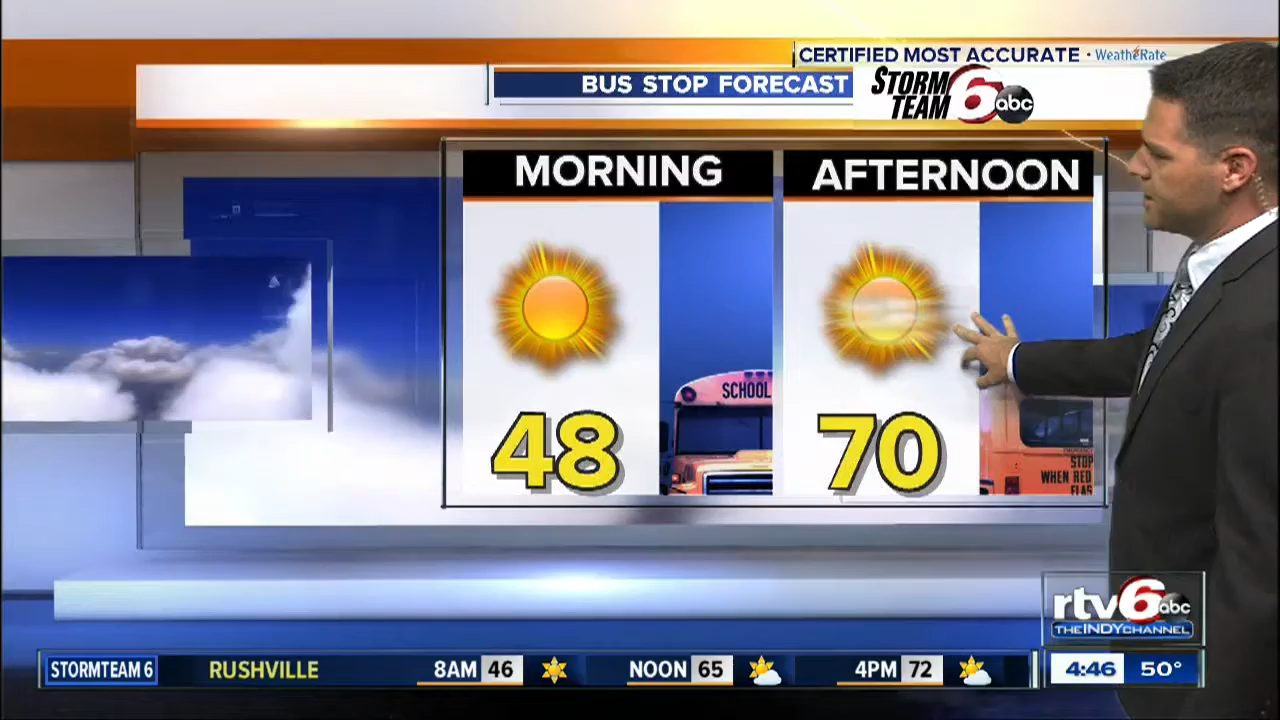 CERTIFIED MOST ACCURATE • WeatheRate
BUS STOP FORECAST
STORM
TEAM 6 abc
MORNING
AFTERNOON
SCHOOL
48
70
STOP
WHEN RED
FLAS
rtv6 abc
THE INDY CHANNEL
STORMTEAM 6 RUSHVILLE 8AM 46 NOON 65 4PM 72 4:46 50°